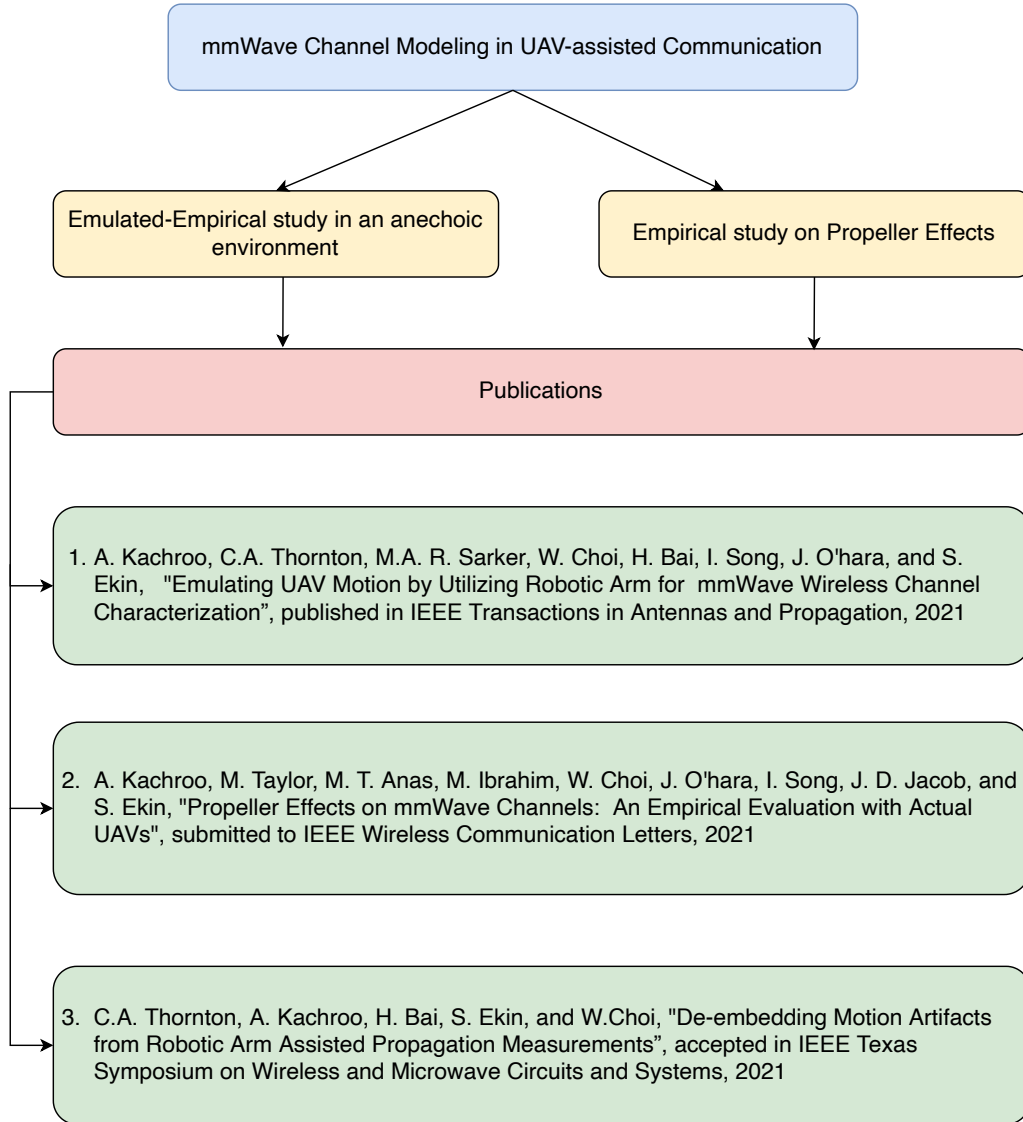 mmWave Channel Modeling in UAV-assisted Communication
Emulated-Empirical study in an anechoic
environment
Empirical study on Propeller Effects
Publications
1. A. Kachroo, C.A. Thornton, M.A. R. Sarker, W. Choi, H. Bai, I. Song, J. O'hara, and S.
Ekin, "Emulating UAV Motion by Utilizing Robotic Arm for mmWave Wireless Channel
Characterization”, published in IEEE Transactions in Antennas and Propagation, 2021
2. A. Kachroo, M. Taylor, M. T. Anas, M. Ibrahim, W. Choi, J. O'hara, I. Song, J. D. Jacob, and
S. Ekin, "Propeller Effects on mmWave Channels: An Empirical Evaluation with Actual
UAVs", submitted to IEEE Wireless Communication Letters, 2021
3. C.A. Thornton, A. Kachroo, H. Bai, S. Ekin, and W.Choi, "De-embedding Motion Artifacts
from Robotic Arm Assisted Propagation Measurements”, accepted in IEEE Texas
Symposium on Wireless and Microwave Circuits and Systems, 2021